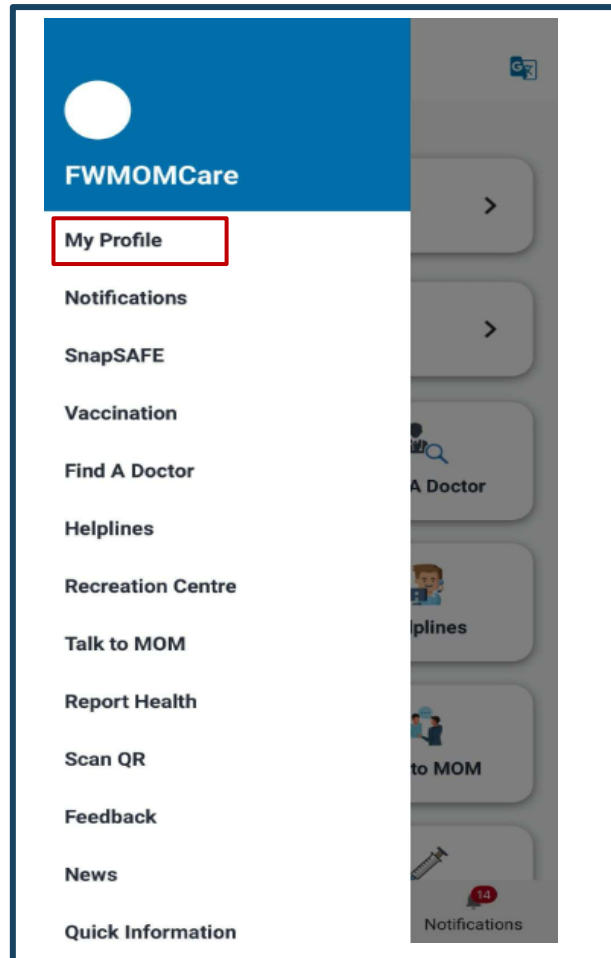 FWMOMCare
My Profile
Notifications
SnapSAFE
Vaccination
Find A Doctor
A Doctor
Helplines
lplines
Recreation Centre
Talk to MOM
Report Health
Scan QR
to MOM
Feedback
News
14
Notifications
Quick Information